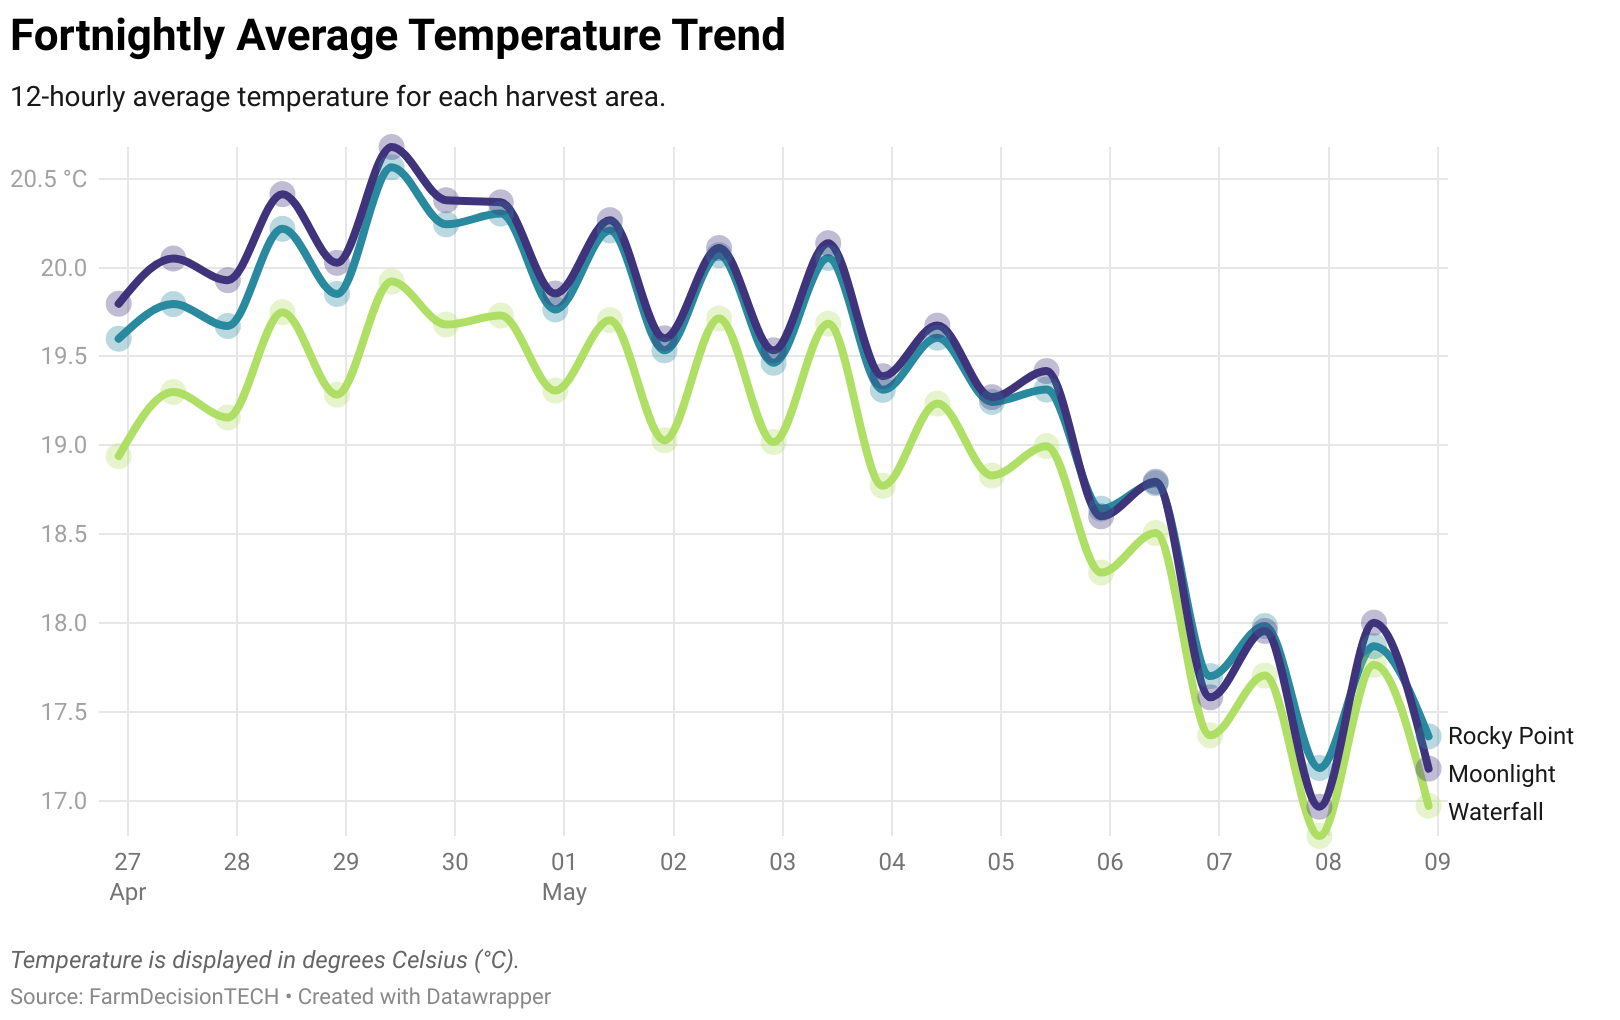 Fortnightly Average Temperature Trend
12-hourly average temperature for each harvest area.
20.5 °C
20.0
19.5
19.0
18.5
18.0
17.5
17.0
Rocky Point
Moonlight
Waterfall
27 28 29 30 01 02 03 04 05 06 07 08 09
Apr May
Temperature is displayed in degrees Celsius (°C).
Source: FarmDecisionTECH • Created with Datawrapper